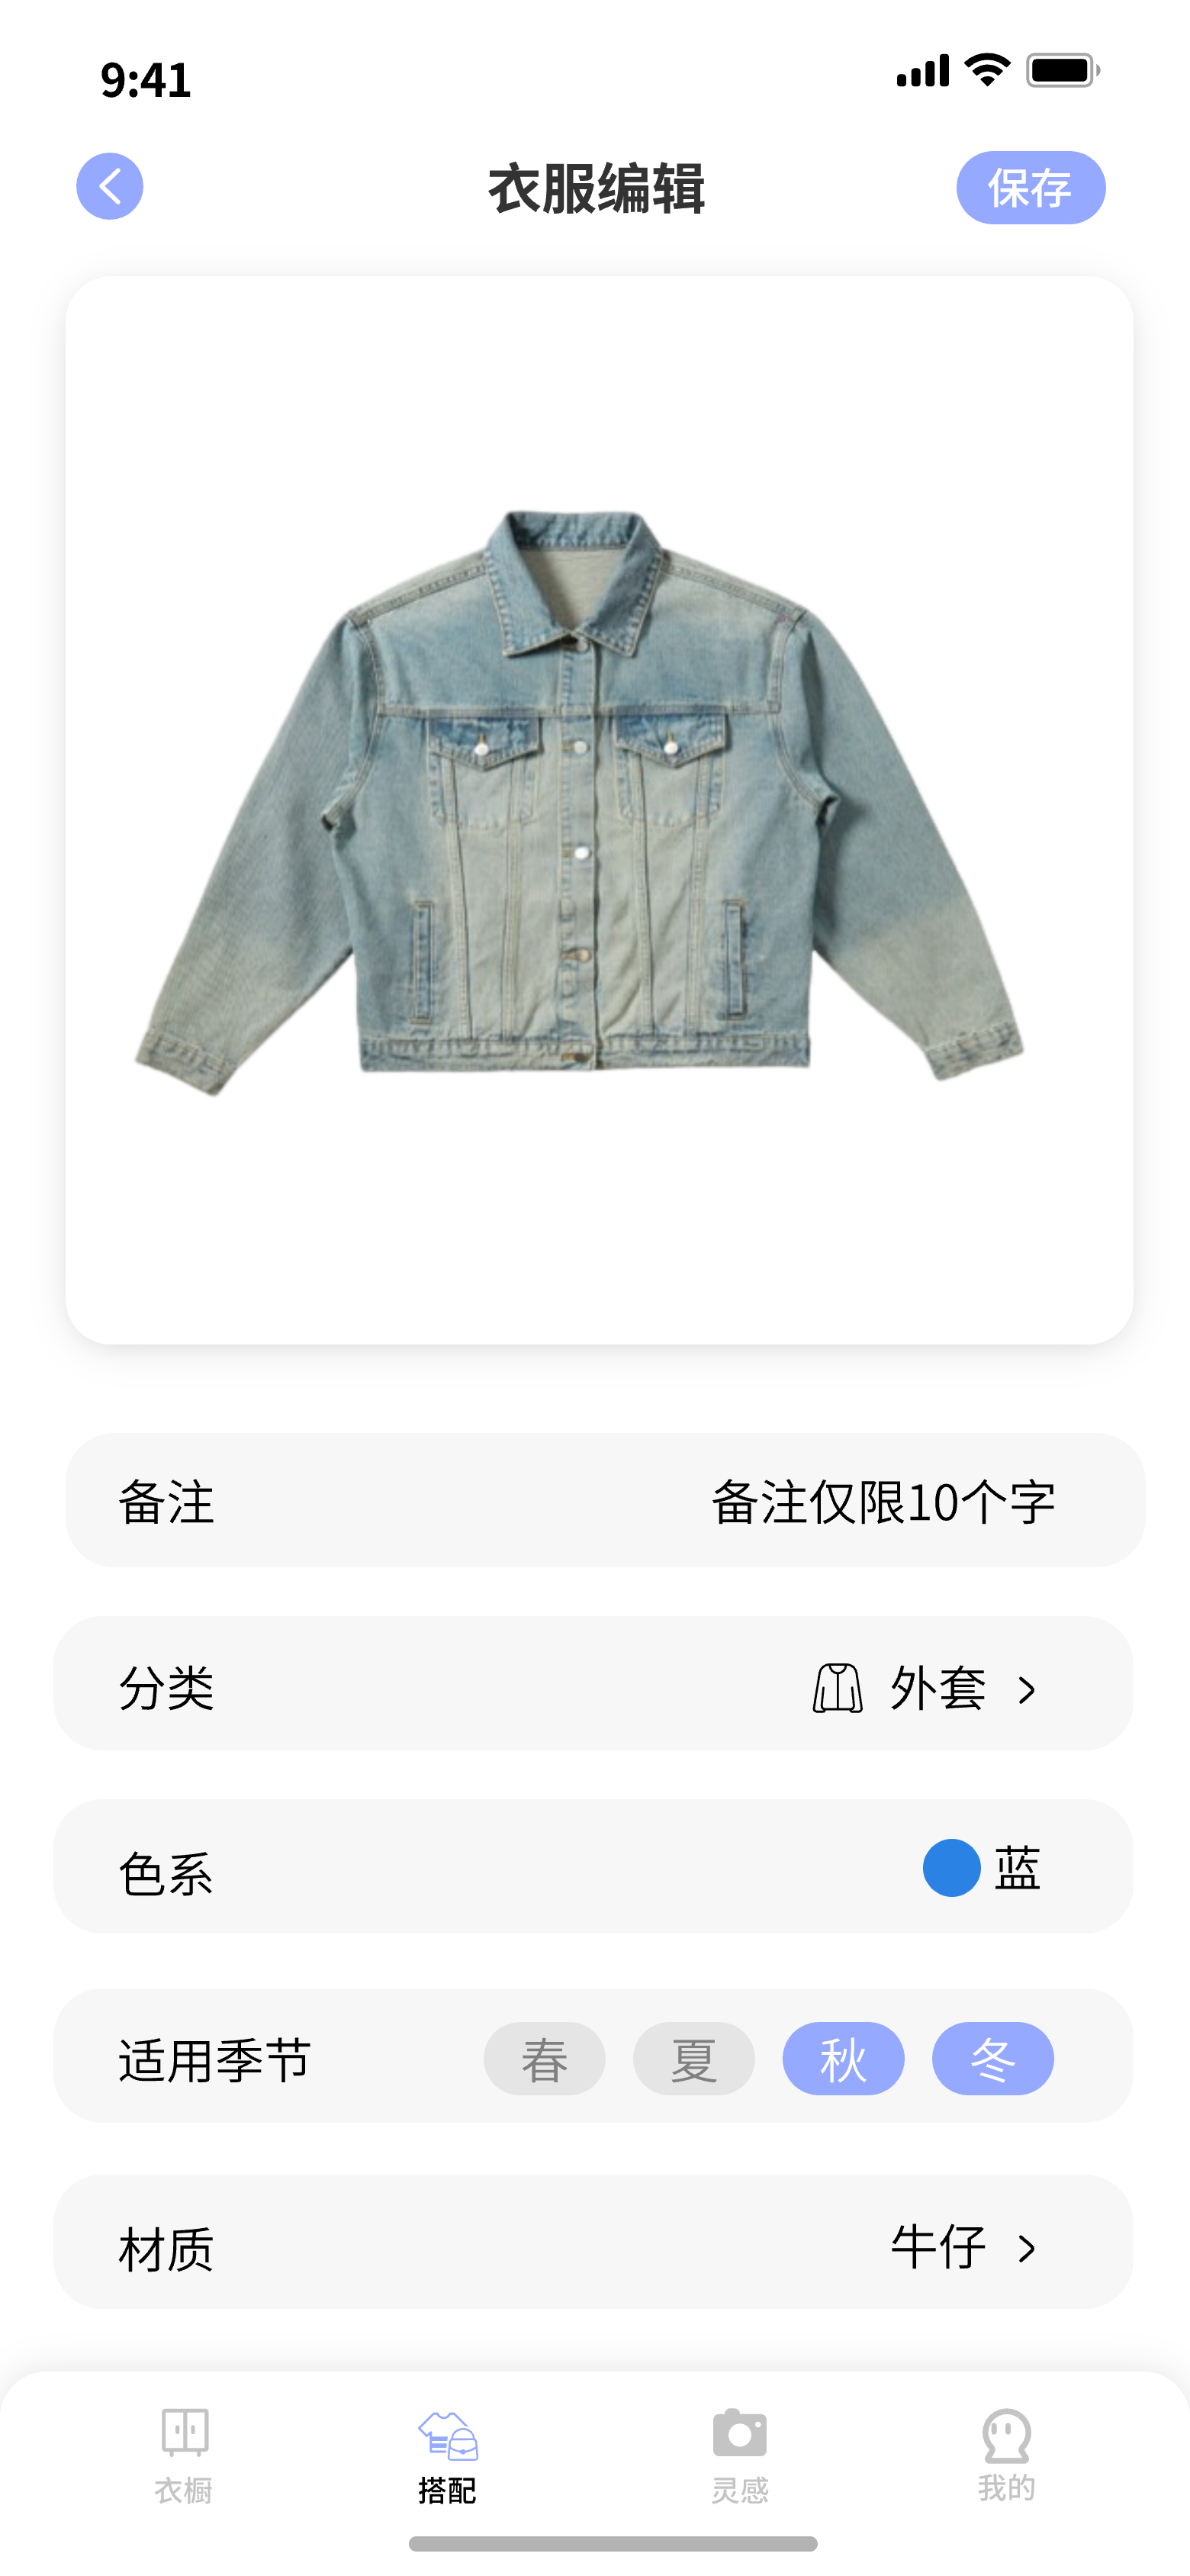 9:41
衣服编辑
保存
备注 备注仅限10个字
分类 外套
色系 蓝
适用季节 春 夏 秋 冬
材质 牛仔
衣橱 搭配 灵感 我的